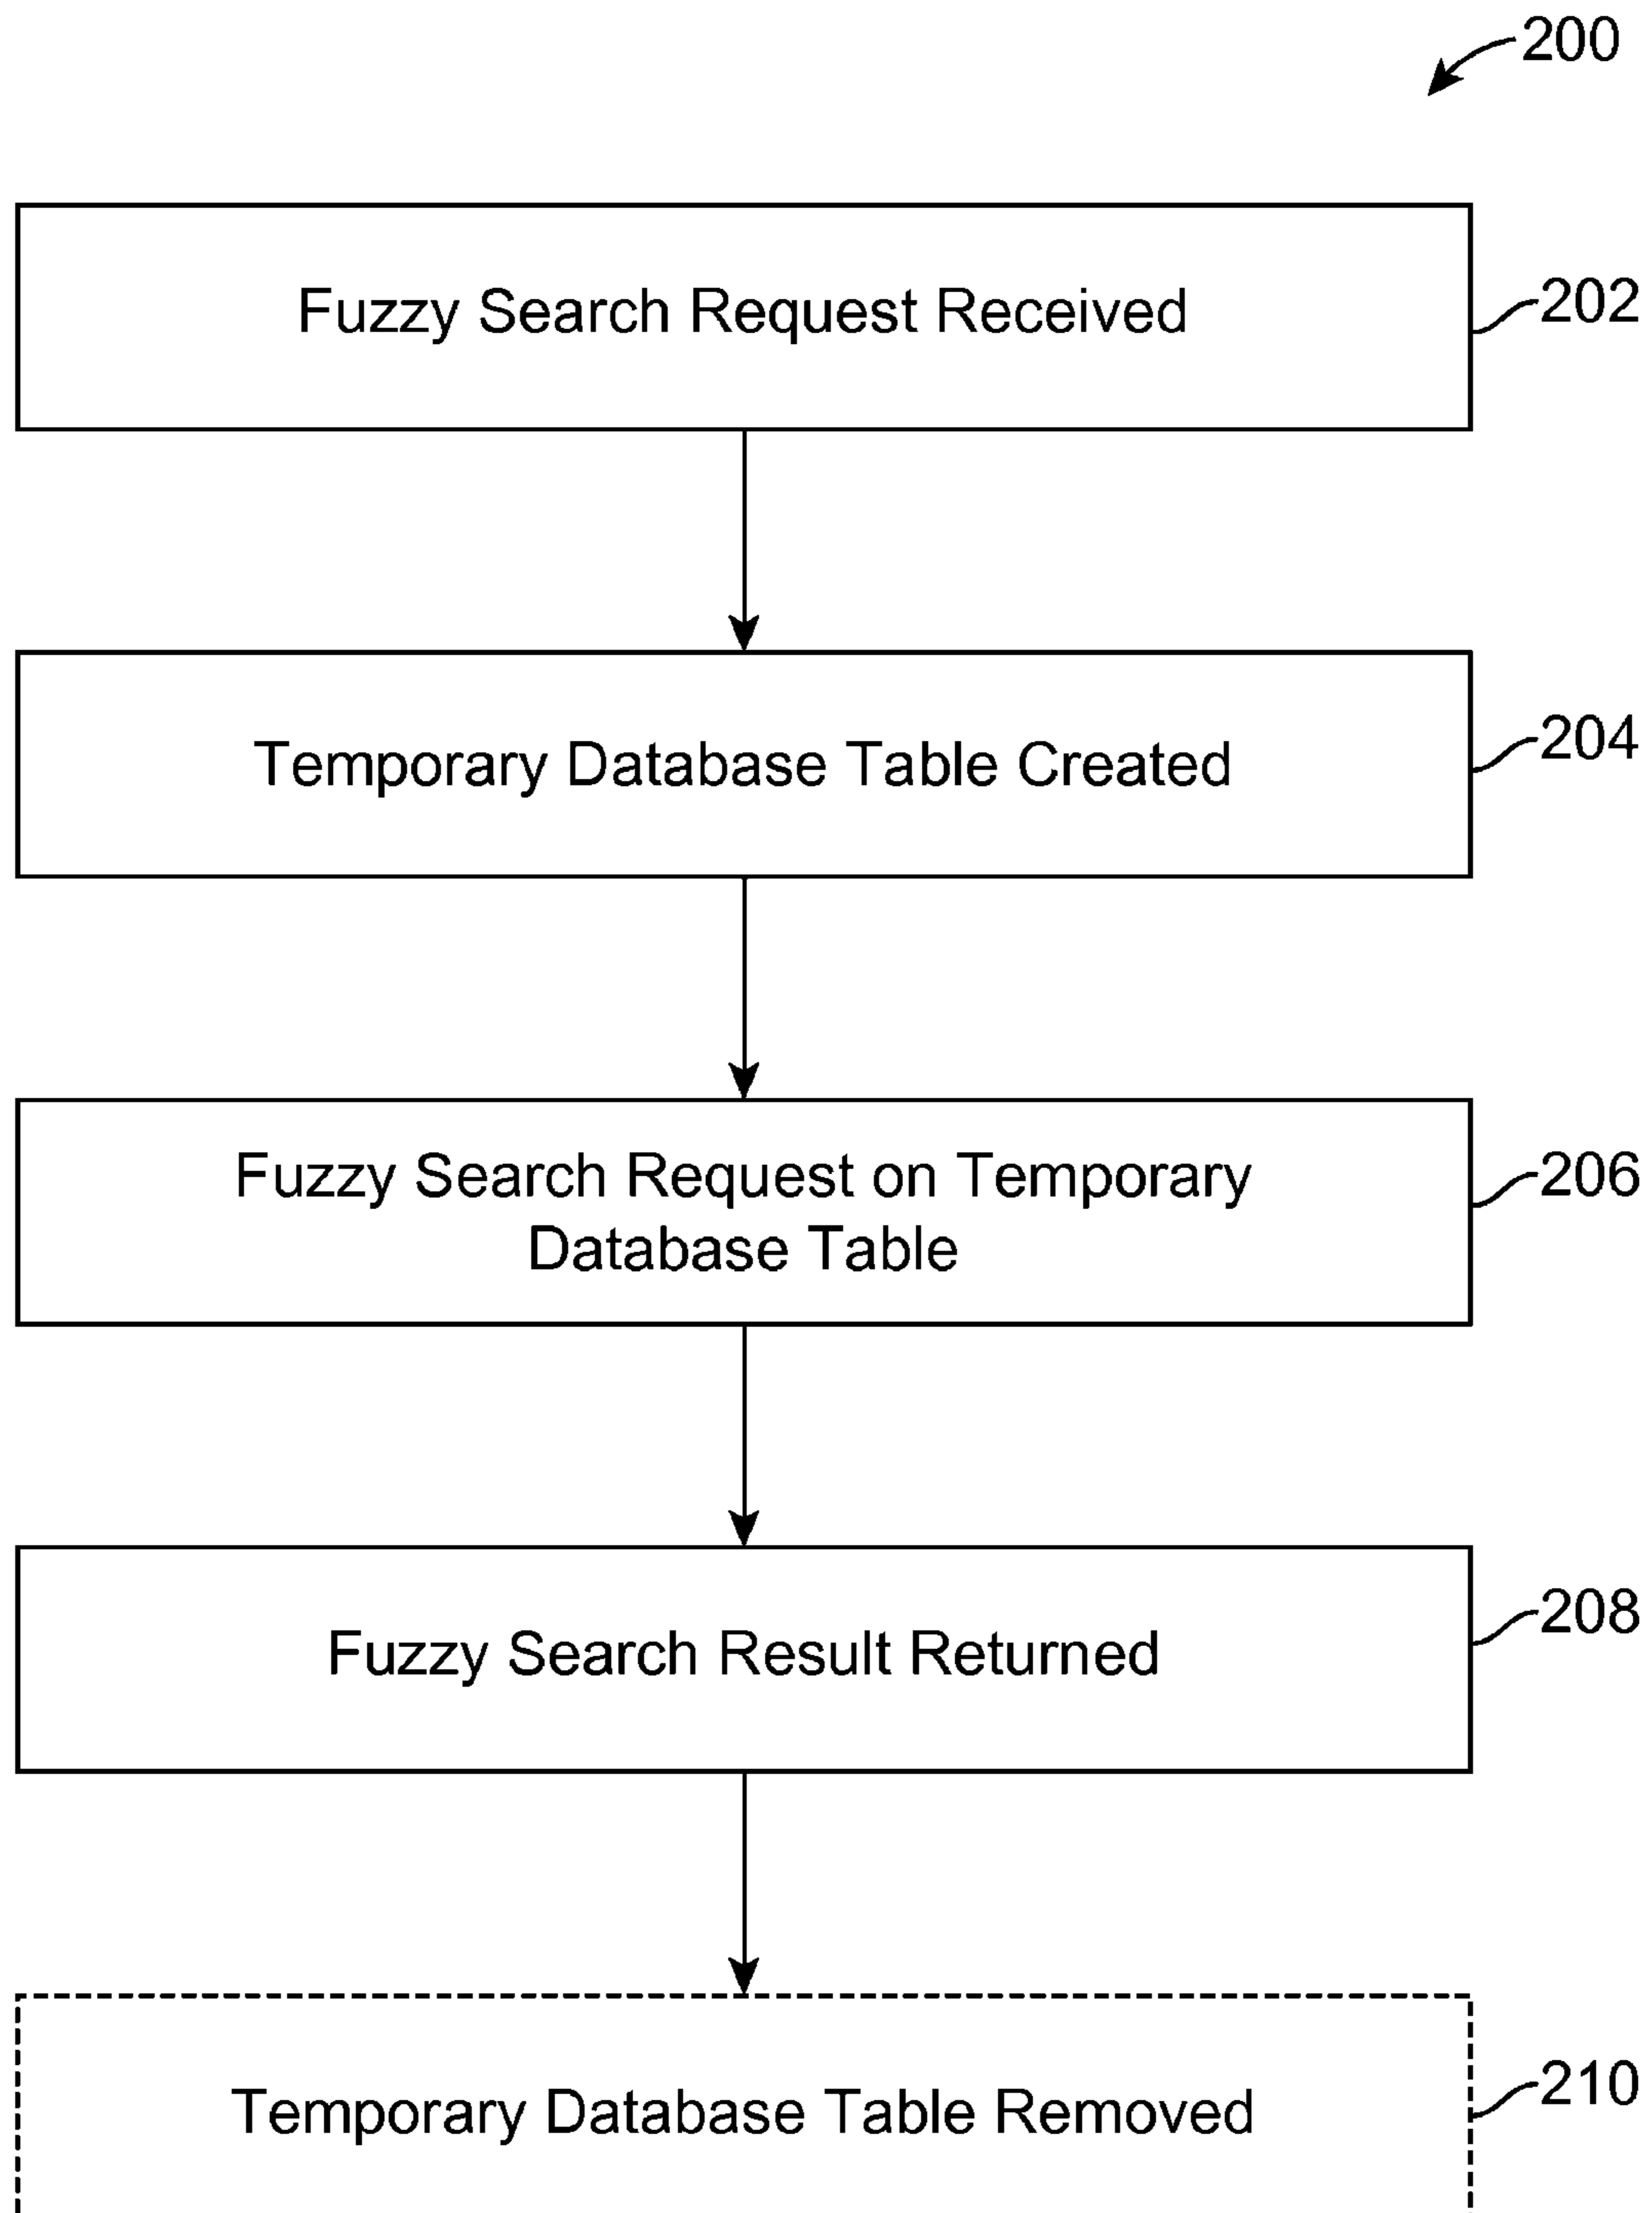 200
Fuzzy Search Request Received
202
Temporary Database Table Created
204
Fuzzy Search Request on Temporary
Database Table
206
Fuzzy Search Result Returned
208
Temporary Database Table Removed
210